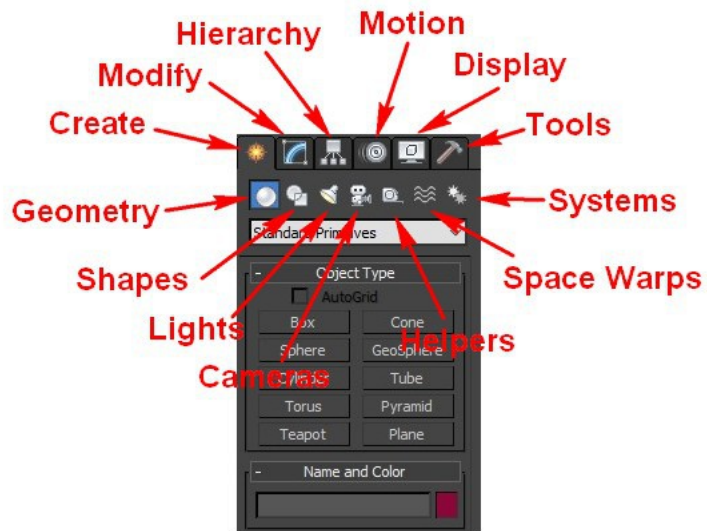 Hierarchy
Motion
Modify
Display
Create
Tools
Geometry
Systems
Standard Primitives
Shapes
Space Warps
- Object Type
AutoGrid
Lights
Box Cone
Helpers
Sphere GeoSphere
Cameras
Cylinder Tube
Torus Pyramid
Teapot Plane
- Name and Color